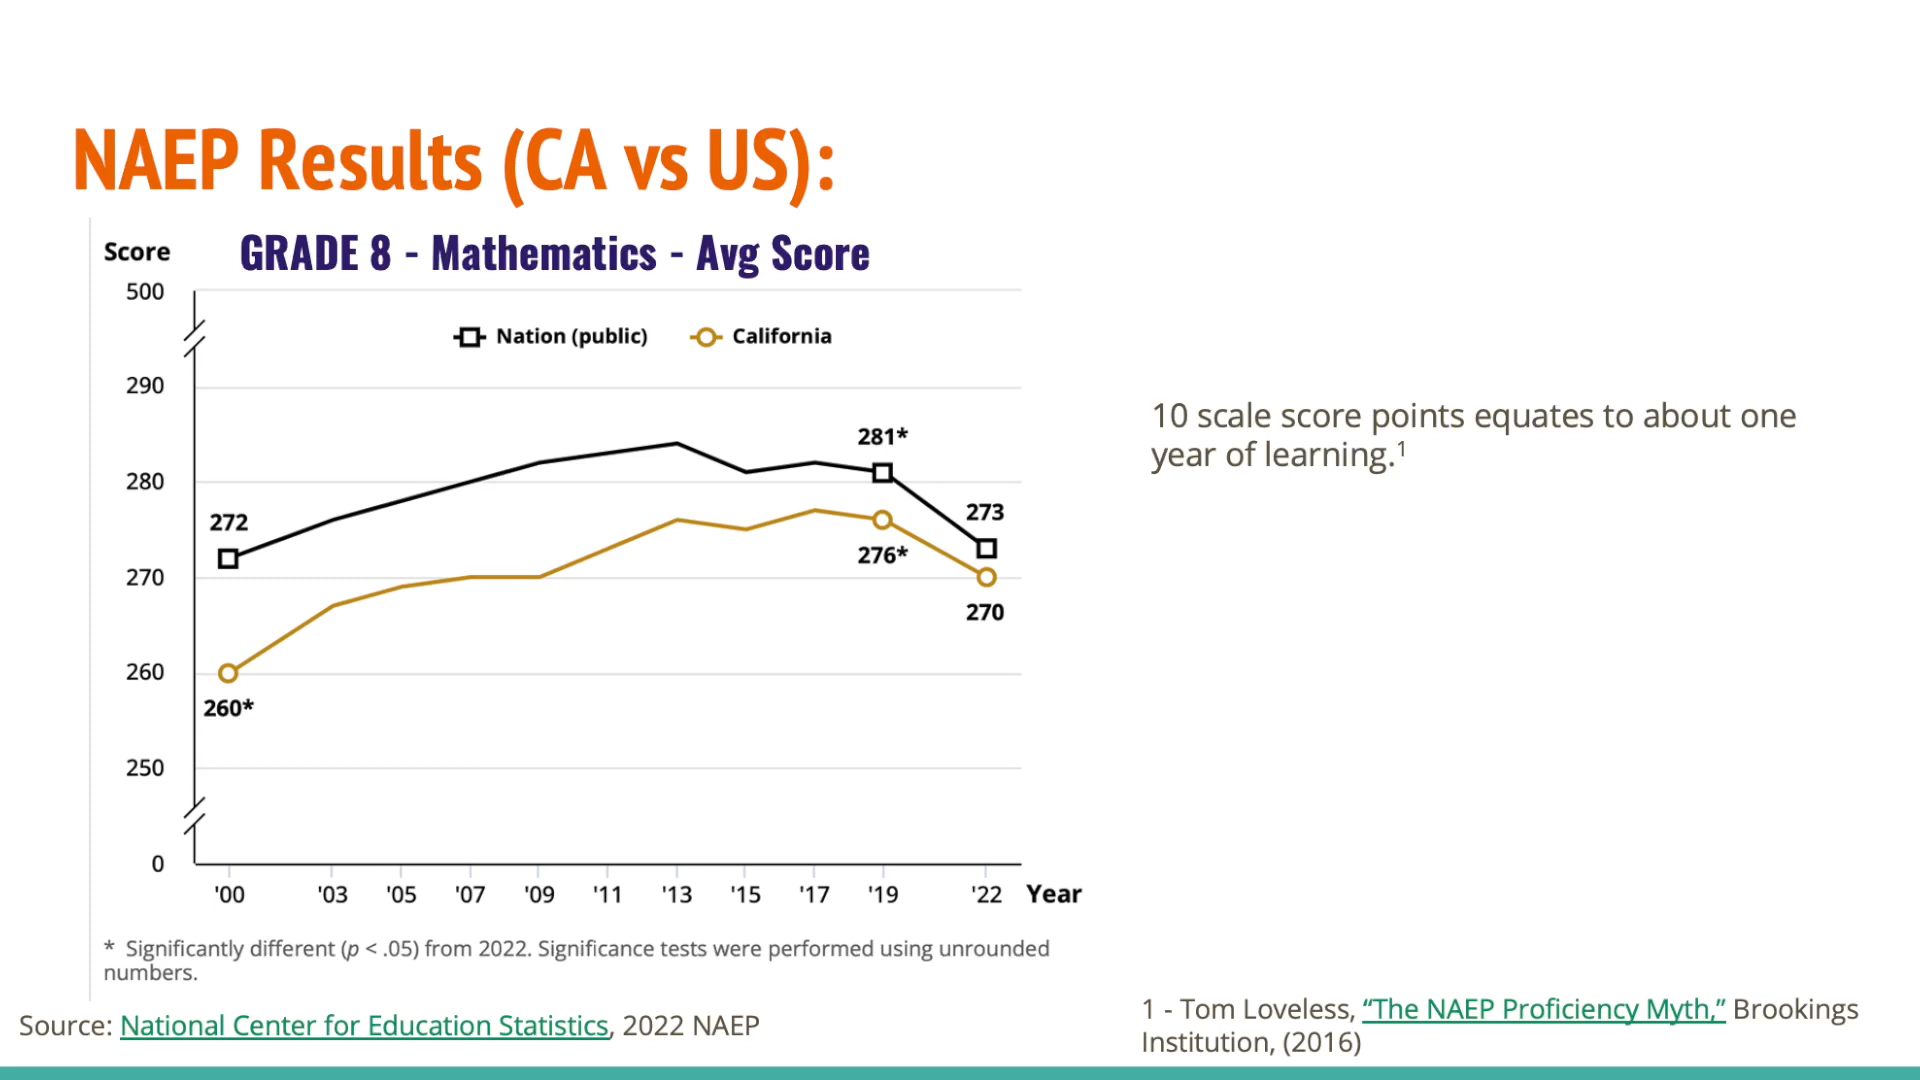 NAEP Results (CA vs US):
Score
GRADE 8 - Mathematics - Avg Score
500
Nation (public)
California
290
281*
280
272
273
276*
270
270
260
260*
250
0
'00
'03
'05
'07
'09
'11
'13
'15
'17
'19
'22
Year
* Significantly different (p < .05) from 2022. Significance tests were performed using unrounded
numbers.
Source: National Center for Education Statistics, 2022 NAEP
10 scale score points equates to about one
year of learning.¹
1 - Tom Loveless, “The NAEP Proficiency Myth,” Brookings
Institution, (2016)